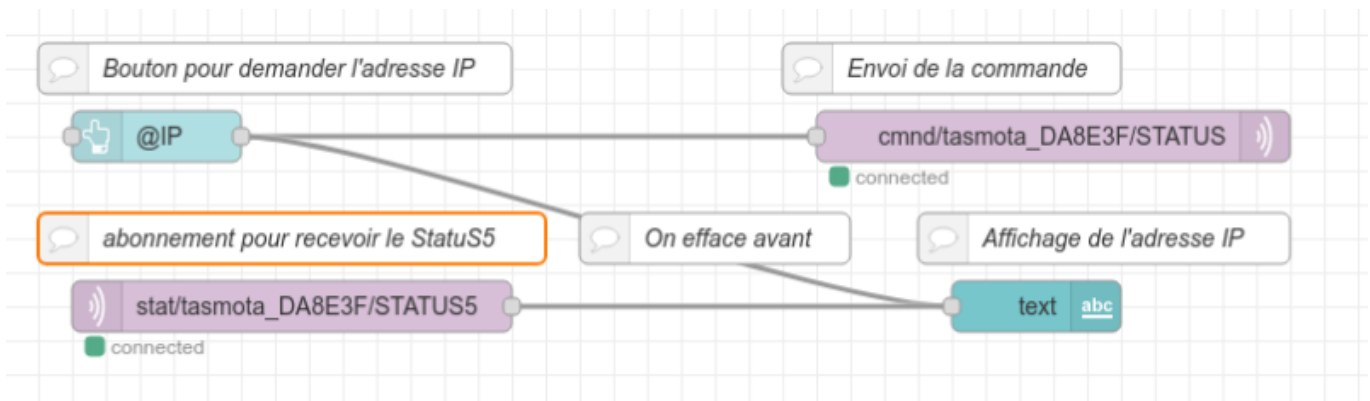 Bouton pour demander l'adresse IP
Envoi de la commande
@IP
cmnd/tasmota_DA8E3F/STATUS
connected
abonnement pour recevoir le StatuS5
On efface avant
Affichage de l'adresse IP
stat/tasmota_DA8E3F/STATUS5
text
abc
connected